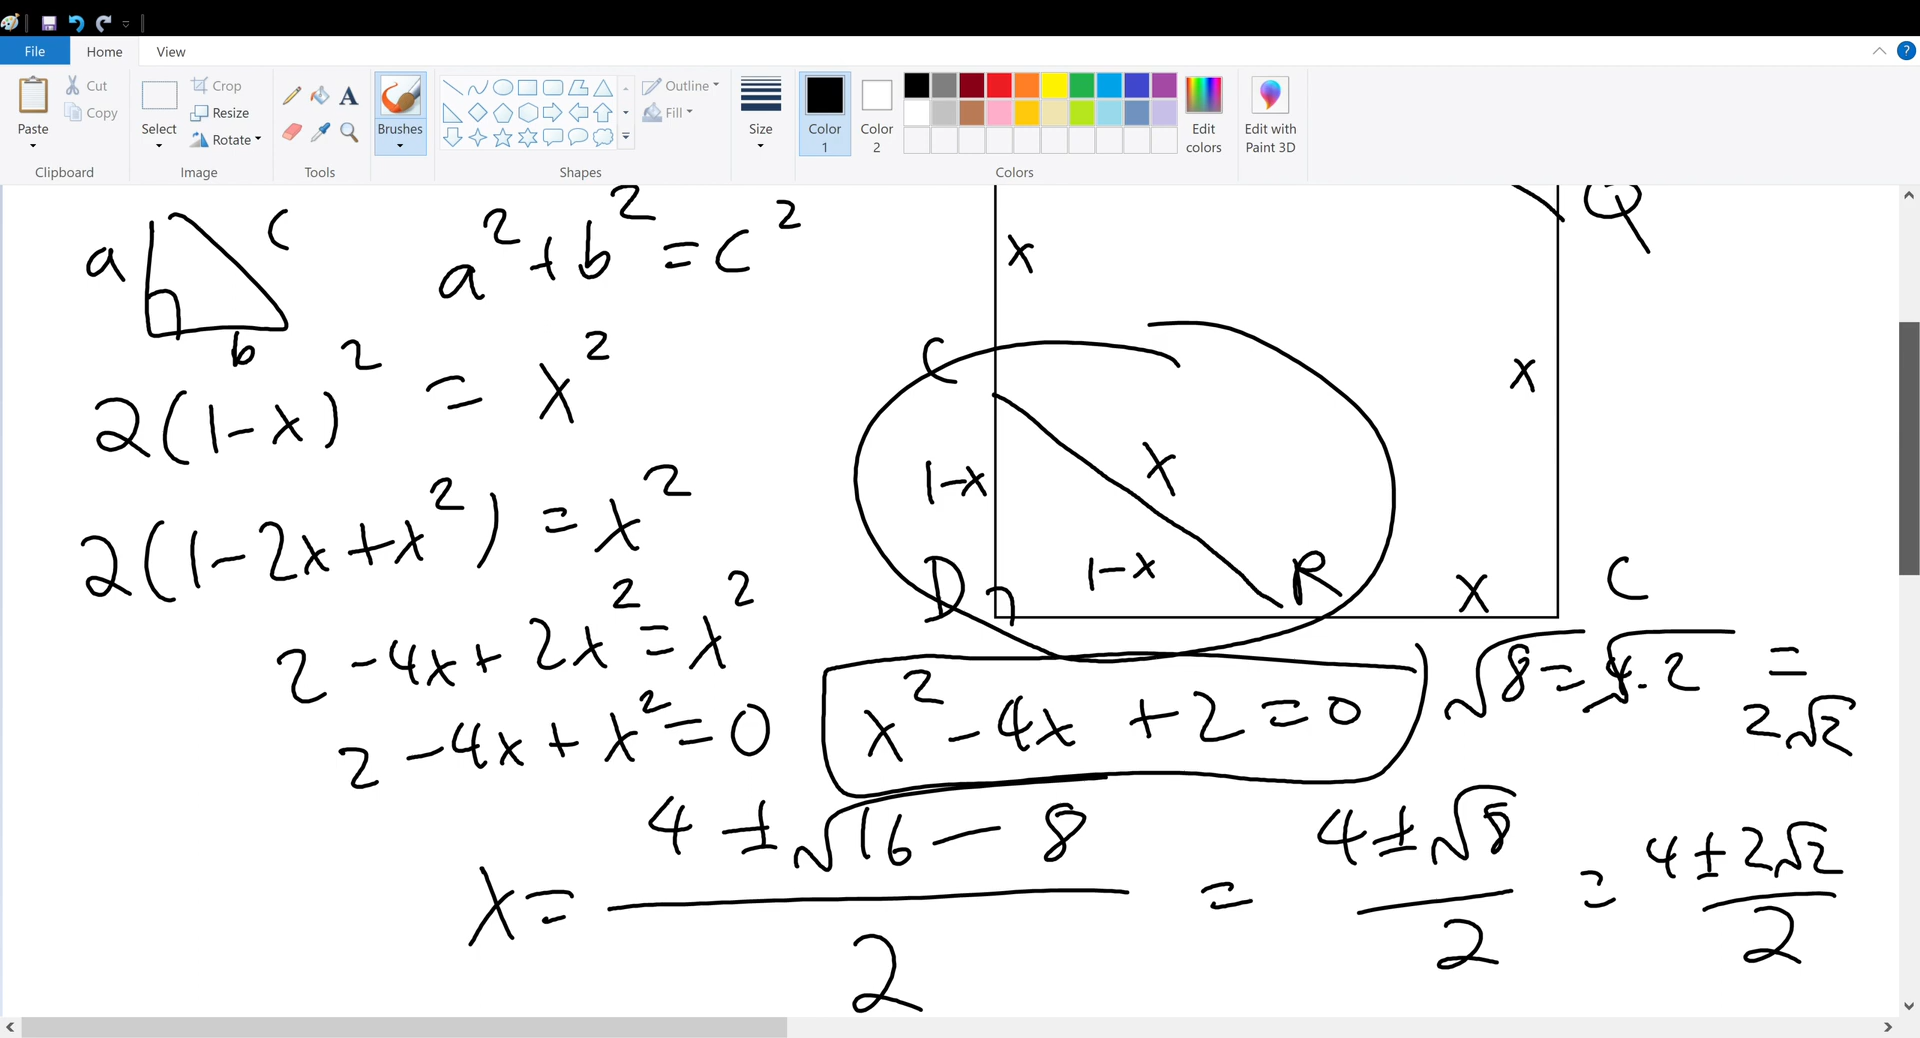 File Home View
Paste Cut Copy Clipboard
Select Crop Resize Rotate Image
A Tools
Brushes
Outline Fill Shapes
Size
Color 1 Color 2 Edit colors Colors
Edit with Paint 3D
a c b
a² + b² = c²
2(1-x)² = x²
2(1-2x+x²) = x²
2 -4x + 2x² = x²
2 -4x + x² = 0
x² - 4x + 2 = 0
x Q
x
C
1-x x
D 1-x R x C
√8 = √4·2 = 2√2
x = (4 ± √16 - 8)/2 = (4 ± √8)/2 = (4 ± 2√2)/2